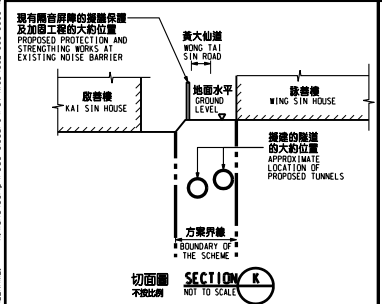 現有隔音屏障的擬議保護
及加固工程的大約位置
PROPOSED PROTECTION AND
STRENGTHING WORKS AT
EXISTING NOISE BARRIER
黃大仙道
WONG TAI
SIN ROAD
啟善樓
KAI SIN HOUSE
地面水平
GROUND
LEVEL
詠善樓
WING SIN HOUSE
擬建的隧道
的大約位置
APPROXIMATE
LOCATION OF
PROPOSED TUNNELS
方案界線
BOUNDARY OF
THE SCHEME
切面圖 SECTION K
不按比例 NOT TO SCALE